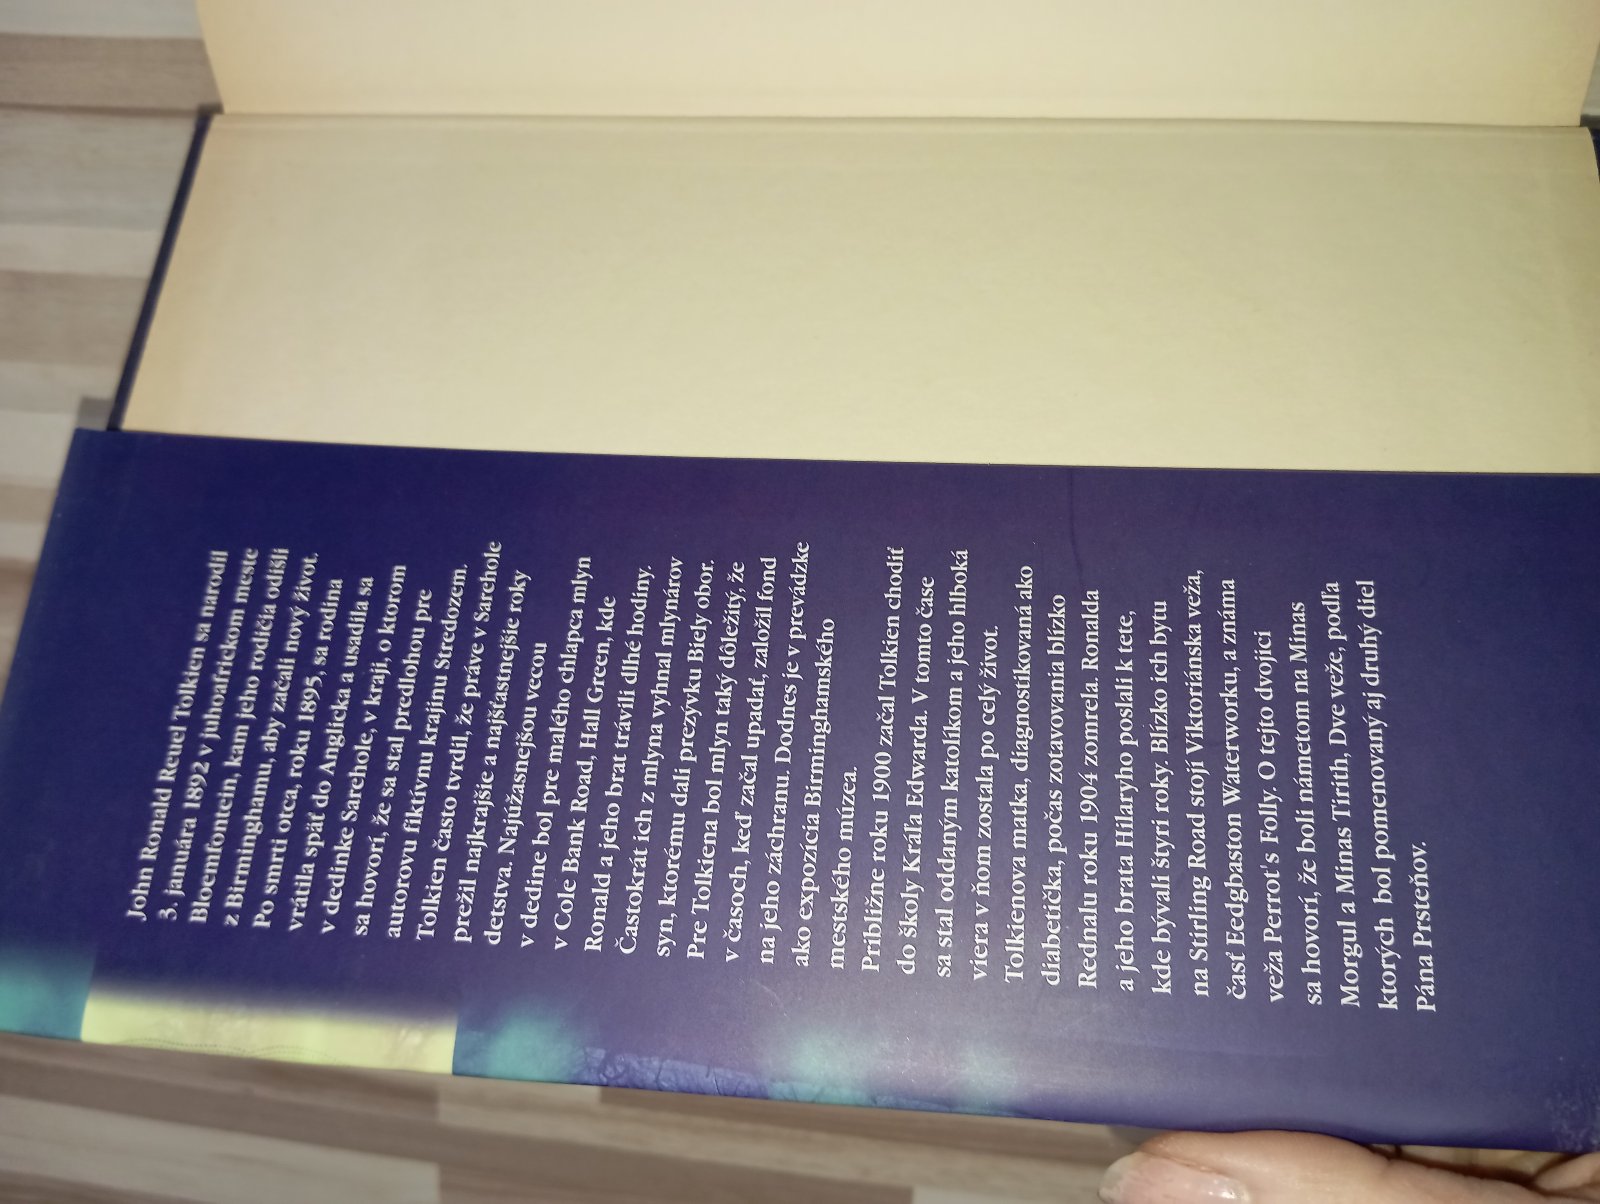 John Ronald Reuel Tolkien sa narodil
3. januára 1892 v juhoafrickom meste
Bloemfontein, kam jeho rodičia odišli
z Birminghamu, aby začali nový život.
Po smrti otca, roku 1895, sa rodina
vrátila späť do Anglicka a usadila sa
v dedinke Sarehole, v kraji, o ktorom
sa hovorí, že sa stal predlohou pre
autorovu fiktívnu krajinu Stredozem.
Tolkien často tvrdil, že práve v Sarehole
prežil najkrajšie a najšťastnejšie roky
detstva. Najúžasnejšou vecou
v dedine bol pre malého chlapca mlyn
v Cole Bank Road, Hall Green, kde
Ronald a jeho brat trávili dlhé hodiny.
Častokrát ich z mlyna vyhnal mlynárov
syn, ktorému dali prezývku Biely obor.
Pre Tolkiena bol mlyn taký dôležitý, že
v časoch, keď začal upadať, založil fond
na jeho záchranu. Dodnes je v prevádzke
ako expozícia Birminghamského
mestského múzea.
Približne roku 1900 začal Tolkien chodiť
do školy Kráľa Edwarda. V tomto čase
sa stal oddaným katolíkom a jeho hlboká
viera v ňom zostala po celý život.
Tolkienova matka, diagnostikovaná ako
diabetička, počas zotavovania blízko
Rednalu roku 1904 zomrela. Ronalda
a jeho brata Hilaryho poslali k tete,
kde bývali štyri roky. Blízko ich bytu
na Stirling Road stojí Viktoriánska veža,
časť Eedgbaston Waterworku, a známa
veža Perrot's Folly. O tejto dvojici
sa hovorí, že boli námetom na Minas
Morgul a Minas Tirith, Dve veže, podľa
ktorých bol pomenovaný aj druhý diel
Pána Prsteňov.